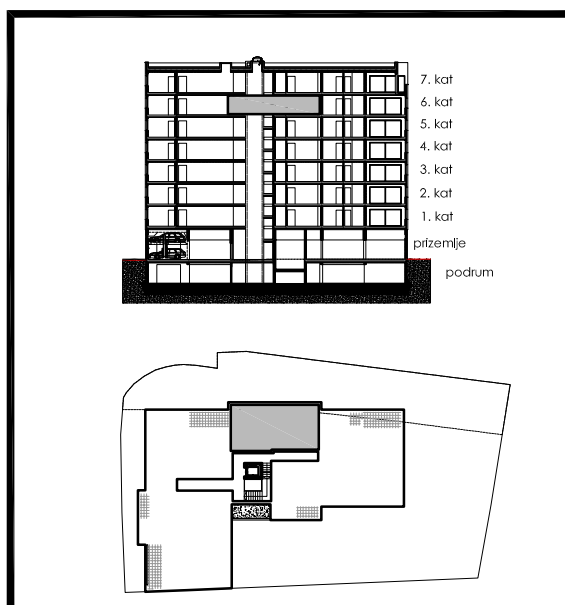 7. kat
6. kat
5. kat
4. kat
3. kat
2. kat
1. kat
prizemlje
podrum